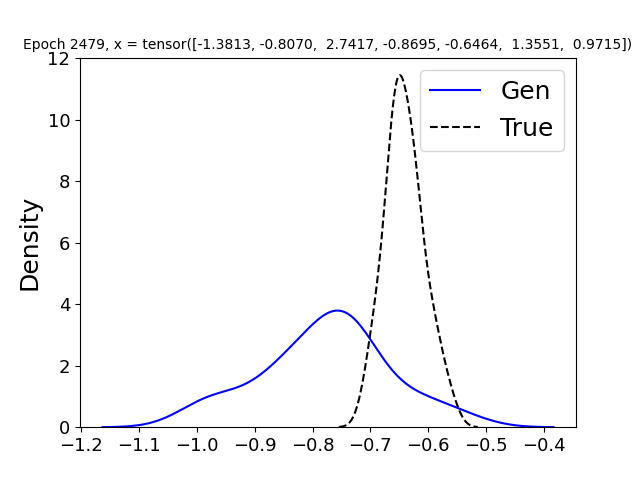 Epoch 2479, x = tensor([-1.3813, -0.8070,  2.7417, -0.8695, -0.6464,  1.3551,  0.9715])
Gen
True
Density
12
10
8
6
4
2
0
−1.2 −1.1 −1.0 −0.9 −0.8 −0.7 −0.6 −0.5 −0.4